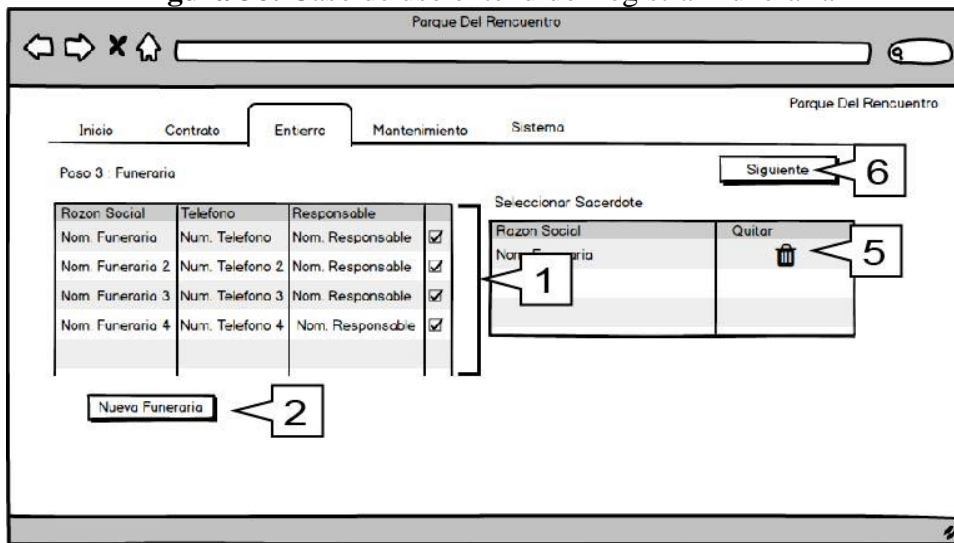 Parque Del Rencuentro
Parque Del Rencuentro
Inicio Contrato Entierro Mantenimiento Sistema
Paso 3 : Funeraria
Siguiente 6
Seleccionar Sacerdote
Razon Social Telefono Responsable
Nom. Funeraria Num. Telefono Nom. Responsable
Nom. Funeraria 2 Num. Telefono 2 Nom. Responsable
Nom. Funeraria 3 Num. Telefono 3 Nom. Responsable
Nom. Funeraria 4 Num. Telefono 4 Nom. Responsable
1
Razon Social Quitar
5
Nueva Funeraria 2